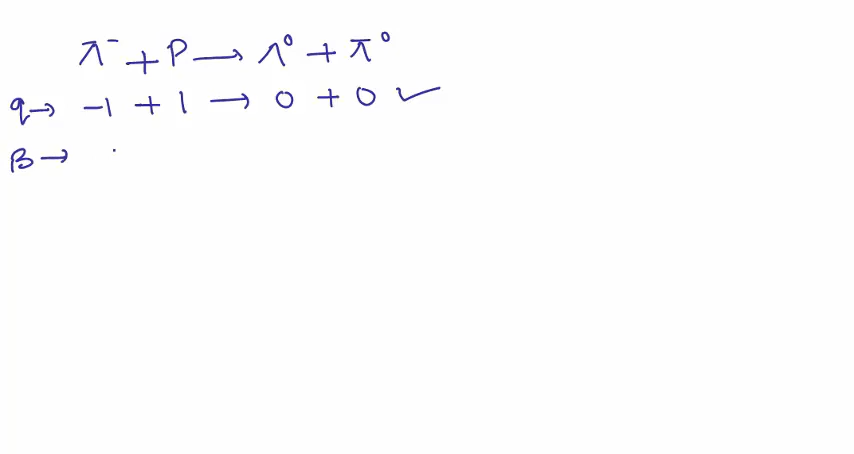 π⁻ + P → Λ⁰ + π⁰
q → -1 + 1 → 0 + 0 ✓
B →